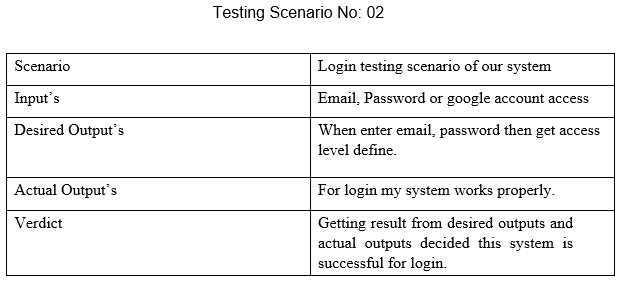 Testing Scenario No: 02
Scenario
Login testing scenario of our system
Input’s
Email, Password or google account access
Desired Output’s
When enter email, password then get access
level define.
Actual Output’s
For login my system works properly.
Verdict
Getting result from desired outputs and
actual outputs decided this system is
successful for login.